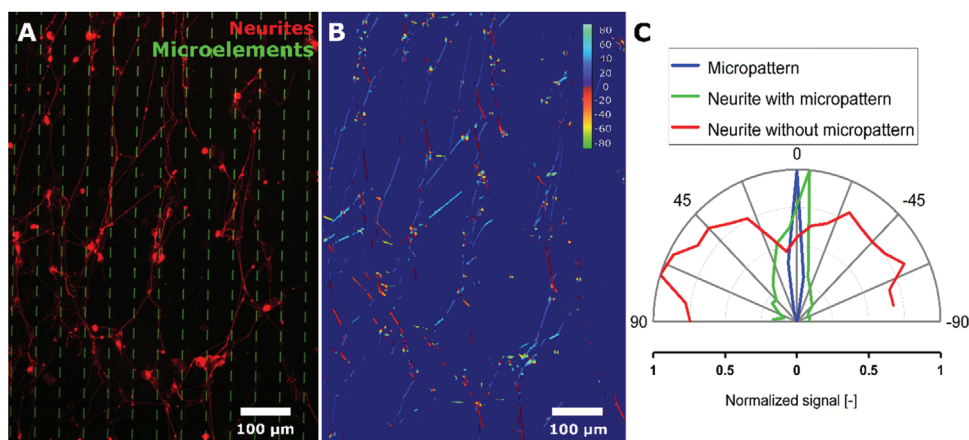 A
Neurites
Microelements
100 µm
B
80
60
40
20
0
-20
-40
-60
-80
100 µm
C
Micropattern
Neurite with micropattern
Neurite without micropattern
0
45
-45
90
-90
1 0.5 0 0.5 1
Normalized signal [-]